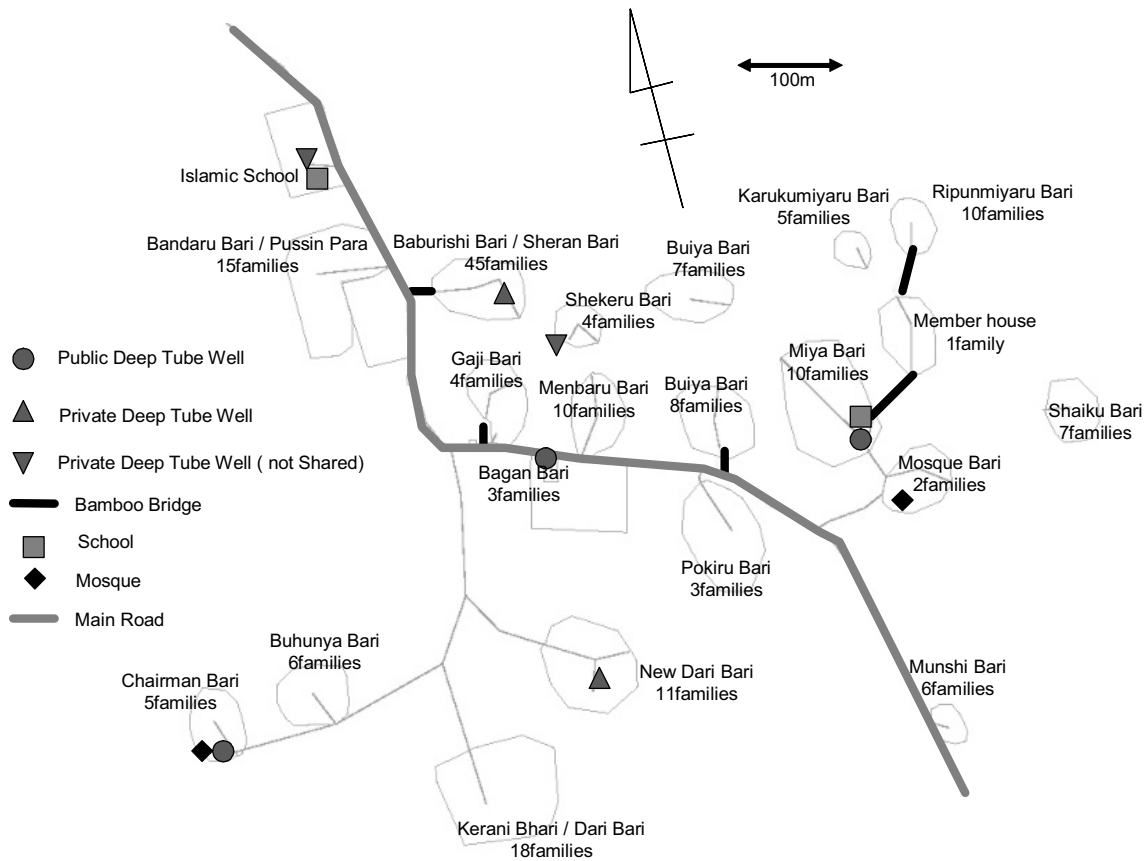 100m
Islamic School
Karukumiyaru Bari
5families
Ripunmiyaru Bari
10families
Bandaru Bari / Pussin Para
15families
Baburishi Bari / Sheran Bari
45families
Buiya Bari
7families
Shekeru Bari
4families
Member house
1family
Miya Bari
10families
Gaji Bari
4families
Menbaru Bari
10families
Buiya Bari
8families
Shaiku Bari
7families
Bagan Bari
3families
Mosque Bari
2families
Pokiru Bari
3families
Public Deep Tube Well
Private Deep Tube Well
Private Deep Tube Well ( not Shared)
Bamboo Bridge
School
Mosque
Main Road
Buhunya Bari
6families
Chairman Bari
5families
New Dari Bari
11families
Munshi Bari
6families
Kerani Bhari / Dari Bari
18families